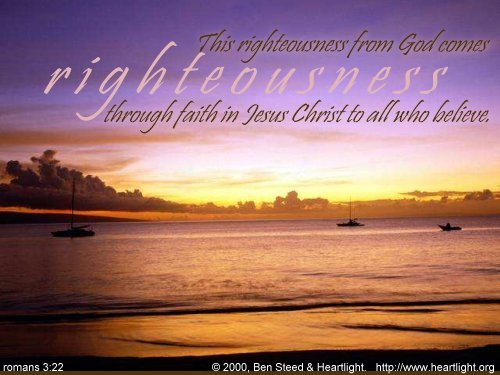 This righteousness from God comes
righteousness
through faith in Jesus Christ to all who believe.
romans 3:22
© 2000, Ben Steed & Heartlight. http://www.heartlight.org